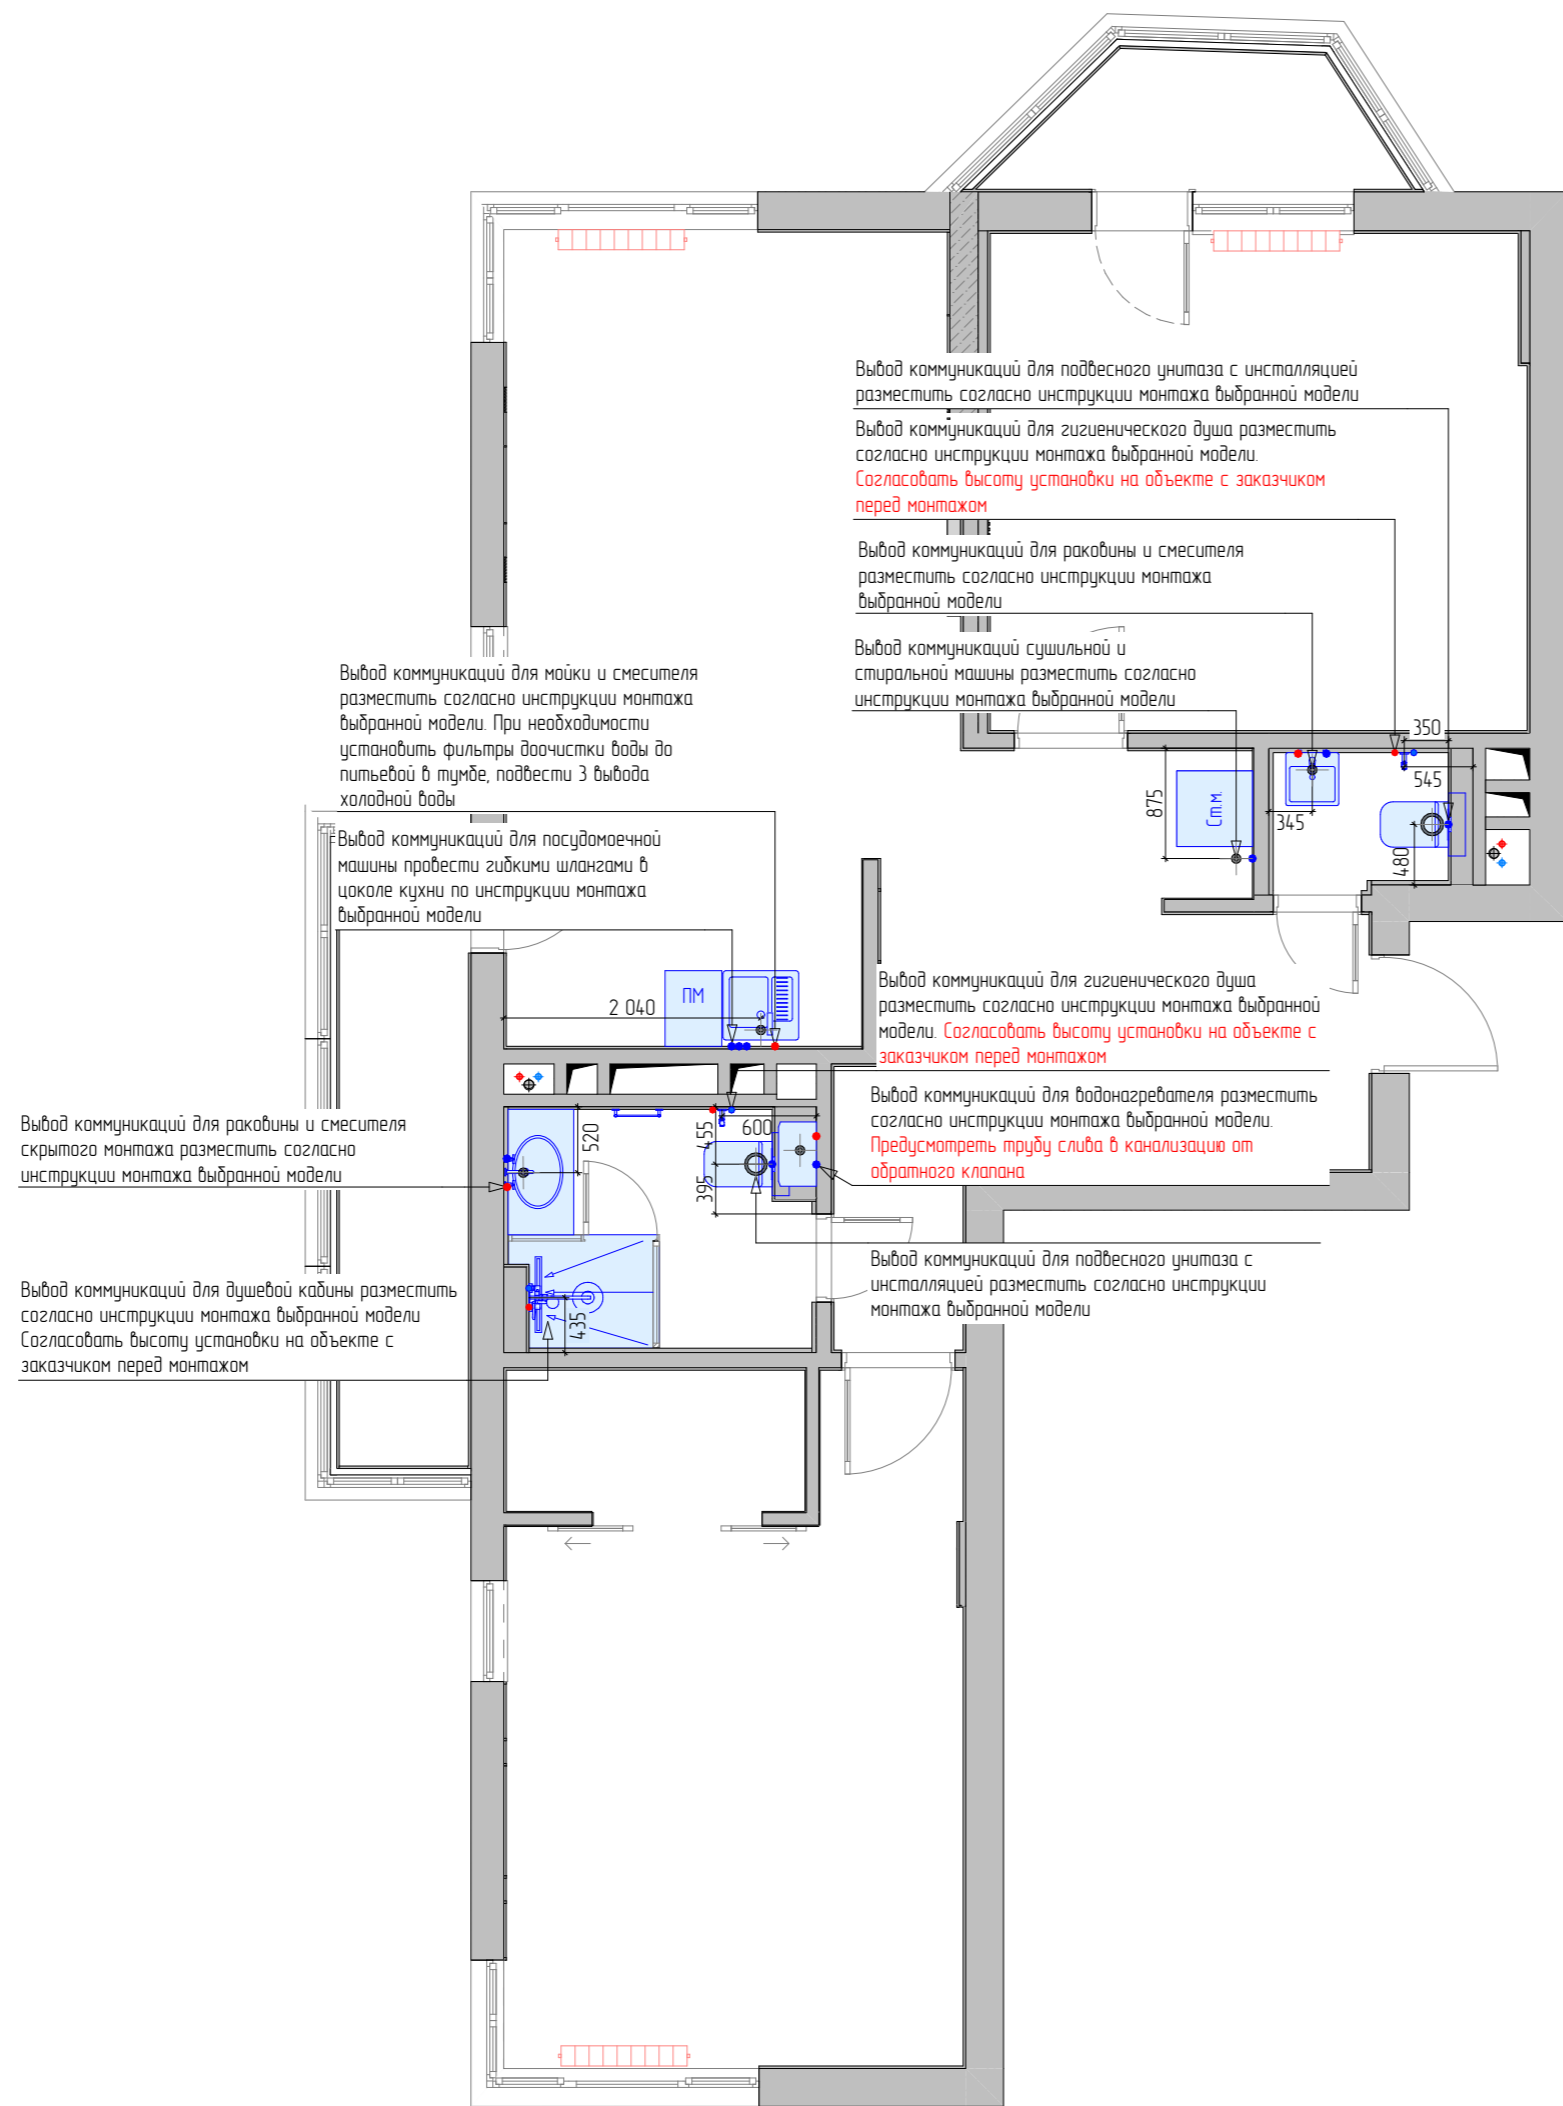 Вывод коммуникаций для подвесного унитаза с инсталляцией
разместить согласно инструкции монтажа выбранной модели
Вывод коммуникаций для гигиенического душа разместить
согласно инструкции монтажа выбранной модели.
Согласовать высоту установки на объекте с заказчиком
перед монтажом
Вывод коммуникаций для раковины и смесителя
разместить согласно инструкции монтажа
выбранной модели
Вывод коммуникаций сушильной и
стиральной машины разместить согласно
инструкции монтажа выбранной модели
Вывод коммуникаций для мойки и смесителя
разместить согласно инструкции монтажа
выбранной модели. При необходимости
установить фильтры доочистки воды до
питьевой в тумбе, подвести 3 вывода
холодной воды
Вывод коммуникаций для посудомоечной
машины провести гибкими шлангами в
цоколе кухни по инструкции монтажа
выбранной модели
350
545
875
Ст.м.
345
480
ПМ
2 040
Вывод коммуникаций для гигиенического душа
разместить согласно инструкции монтажа выбранной
модели. Согласовать высоту установки на объекте с
заказчиком перед монтажом
Вывод коммуникаций для водонагревателя разместить
согласно инструкции монтажа выбранной модели.
Предусмотреть трубу слива в канализацию от
обратного клапана
Вывод коммуникаций для раковины и смесителя
скрытого монтажа разместить согласно
инструкции монтажа выбранной модели
520
455
600
395
Вывод коммуникаций для подвесного унитаза с
инсталляцией разместить согласно инструкции
монтажа выбранной модели
Вывод коммуникаций для душевой кабины разместить
согласно инструкции монтажа выбранной модели
Согласовать высоту установки на объекте с
заказчиком перед монтажом
435